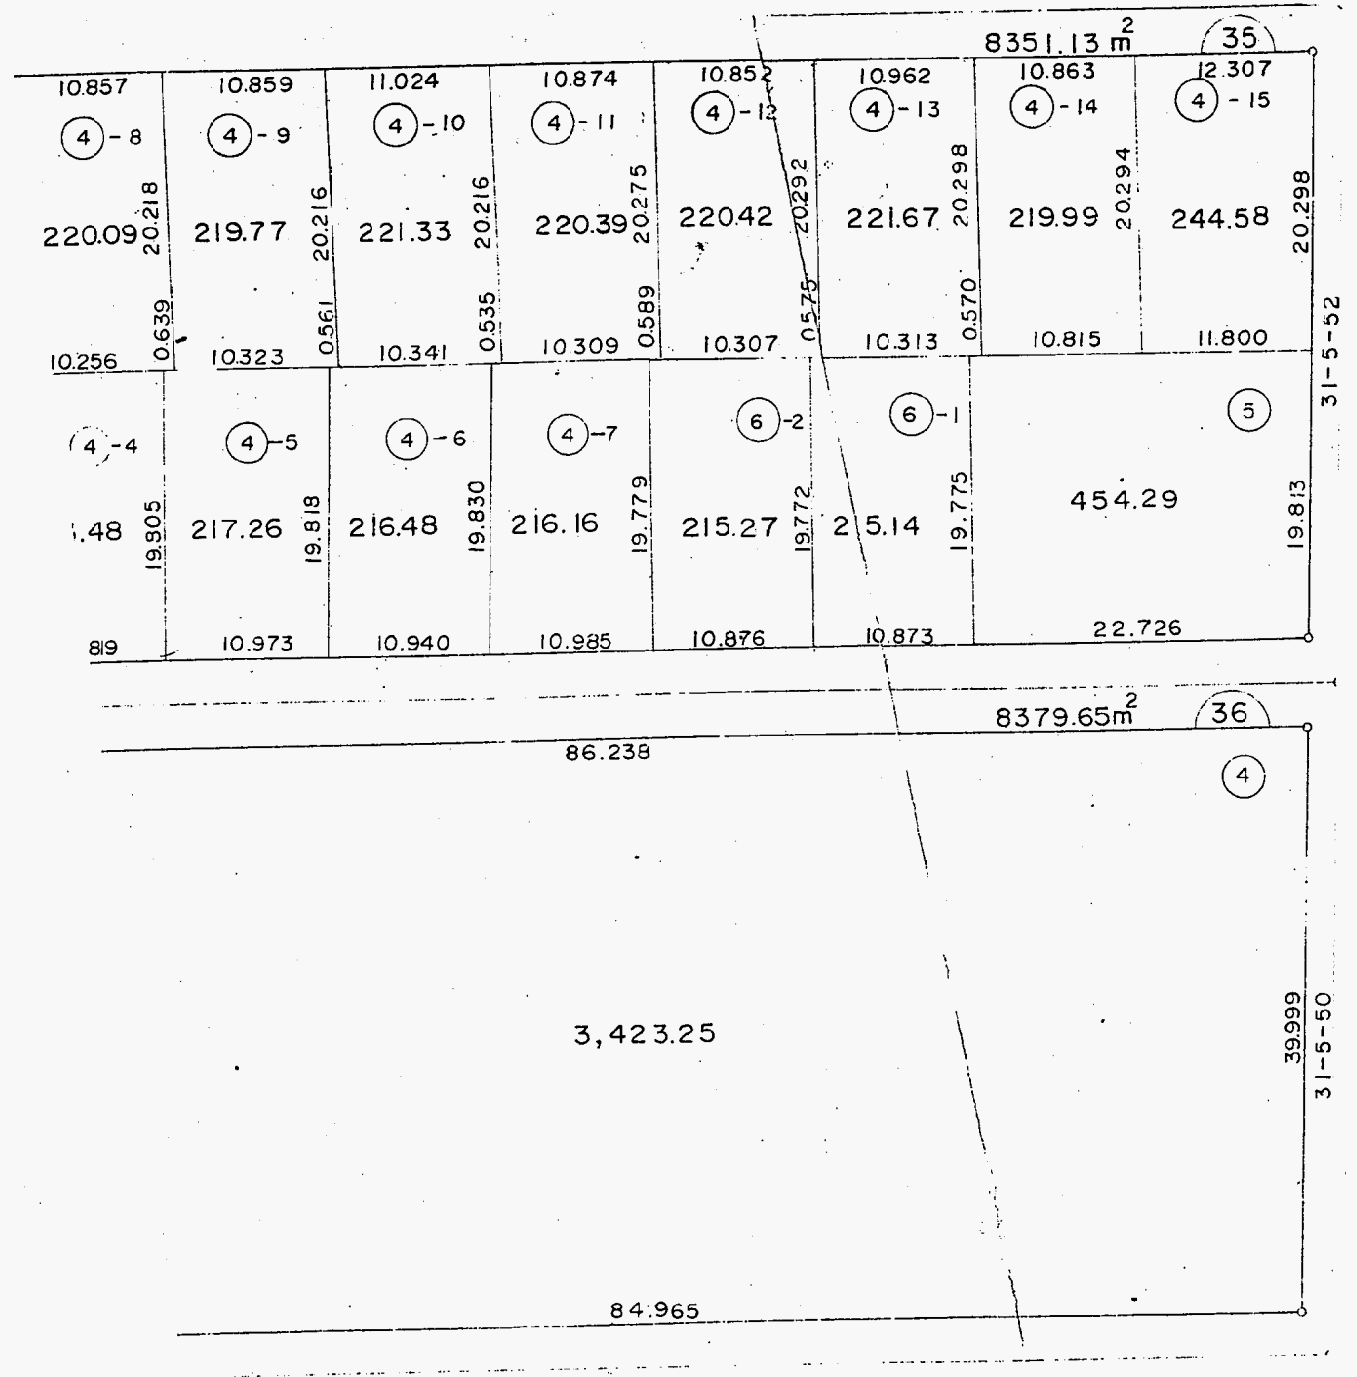 8351.13 m² 35
10.857 10.859 11.024 10.874 10.852 10.962 10.863 12.307
4 - 8 4 - 9 4 - 10 4 - 11 4 - 12 4 - 13 4 - 14 4 - 15
220.09 219.77 221.33 220.39 220.42 221.67 219.99 244.58
20.218 20.216 20.216 20.275 20.292 20.298 20.294 20.298
0.639 0.561 0.535 0.589 0.575 0.570
10.256 10.323 10.341 10.309 10.307 10.313 10.815 11.800
31-5-52
4 - 4 4 - 5 4 - 6 4 - 7 6 - 2 6 - 1 5
.48 217.26 216.48 216.16 215.27 215.14 454.29
19.805 19.818 19.830 19.779 19.772 19.775 19.813
819 10.973 10.940 10.985 10.876 10.873 22.726
8379.65m² 36
86.238
4
3,423.25
39.999
31-5-50
84.965